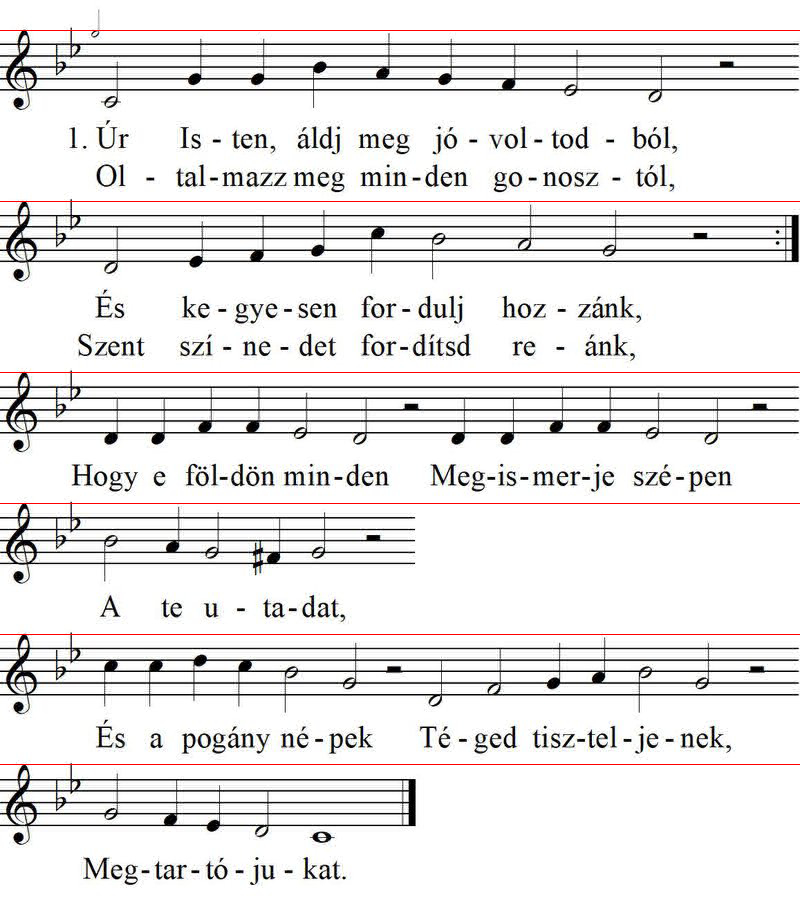 1. Úr Is - ten, áldj meg jó - vol - tod - ból,
Ol - tal - mazz meg min - den go - nosz - tól,
És ke - gye - sen for - dulj hoz - zánk,
Szent szí - ne - det for - dítsd re - ánk,
Hogy e föl - dön min - den Meg - is - mer - je szé - pen
A te u - ta - dat,
És a pogány né - pek Té - ged tisz - tel - je - nek,
Meg - tar - tó - ju - kat.